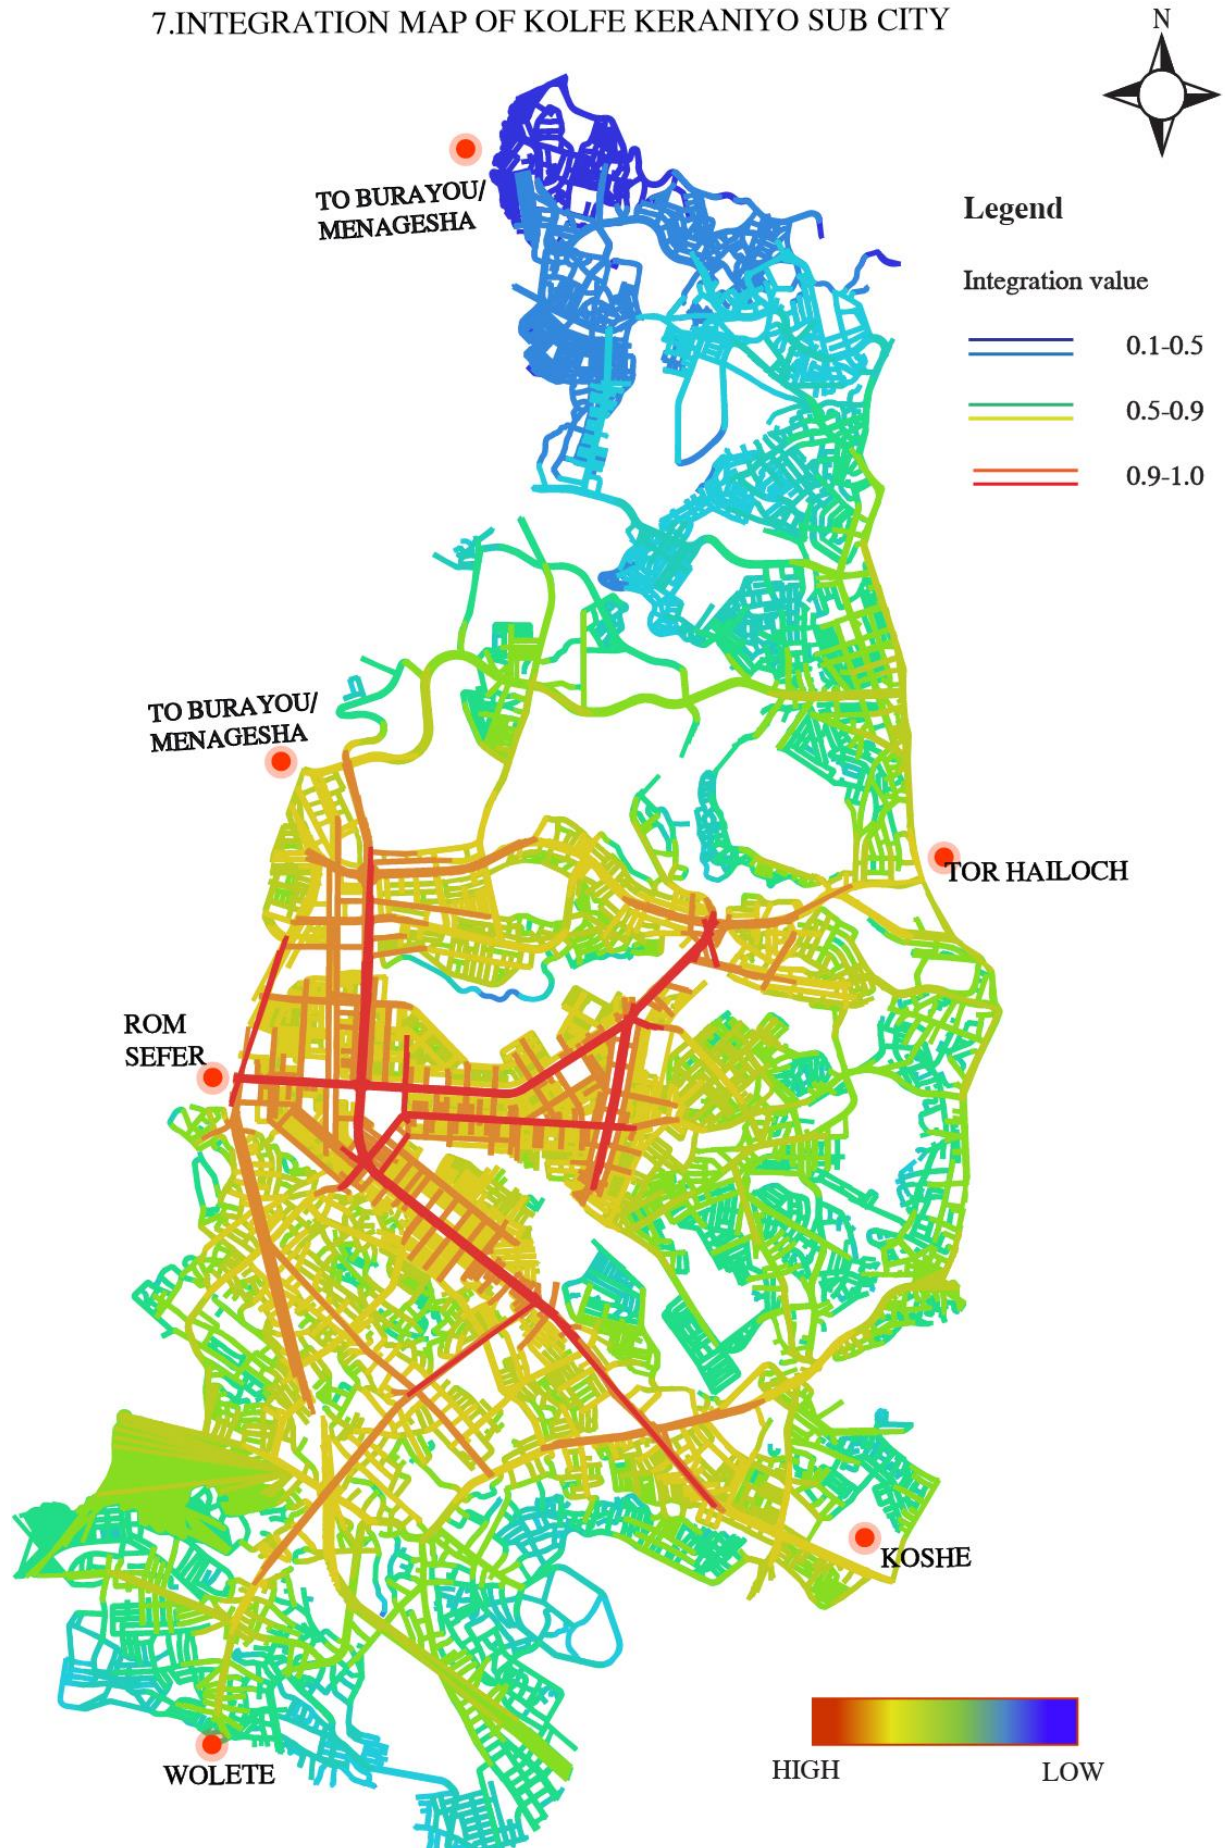 7.INTEGRATION MAP OF KOLFE KERANIYO SUB CITY
N
TO BURAYOU/
MENAGESHA
Legend
Integration value
0.1-0.5
0.5-0.9
0.9-1.0
TO BURAYOU/
MENAGESHA
TOR HAILOCH
ROM
SEFER
KOSHE
WOLETE
HIGH
LOW